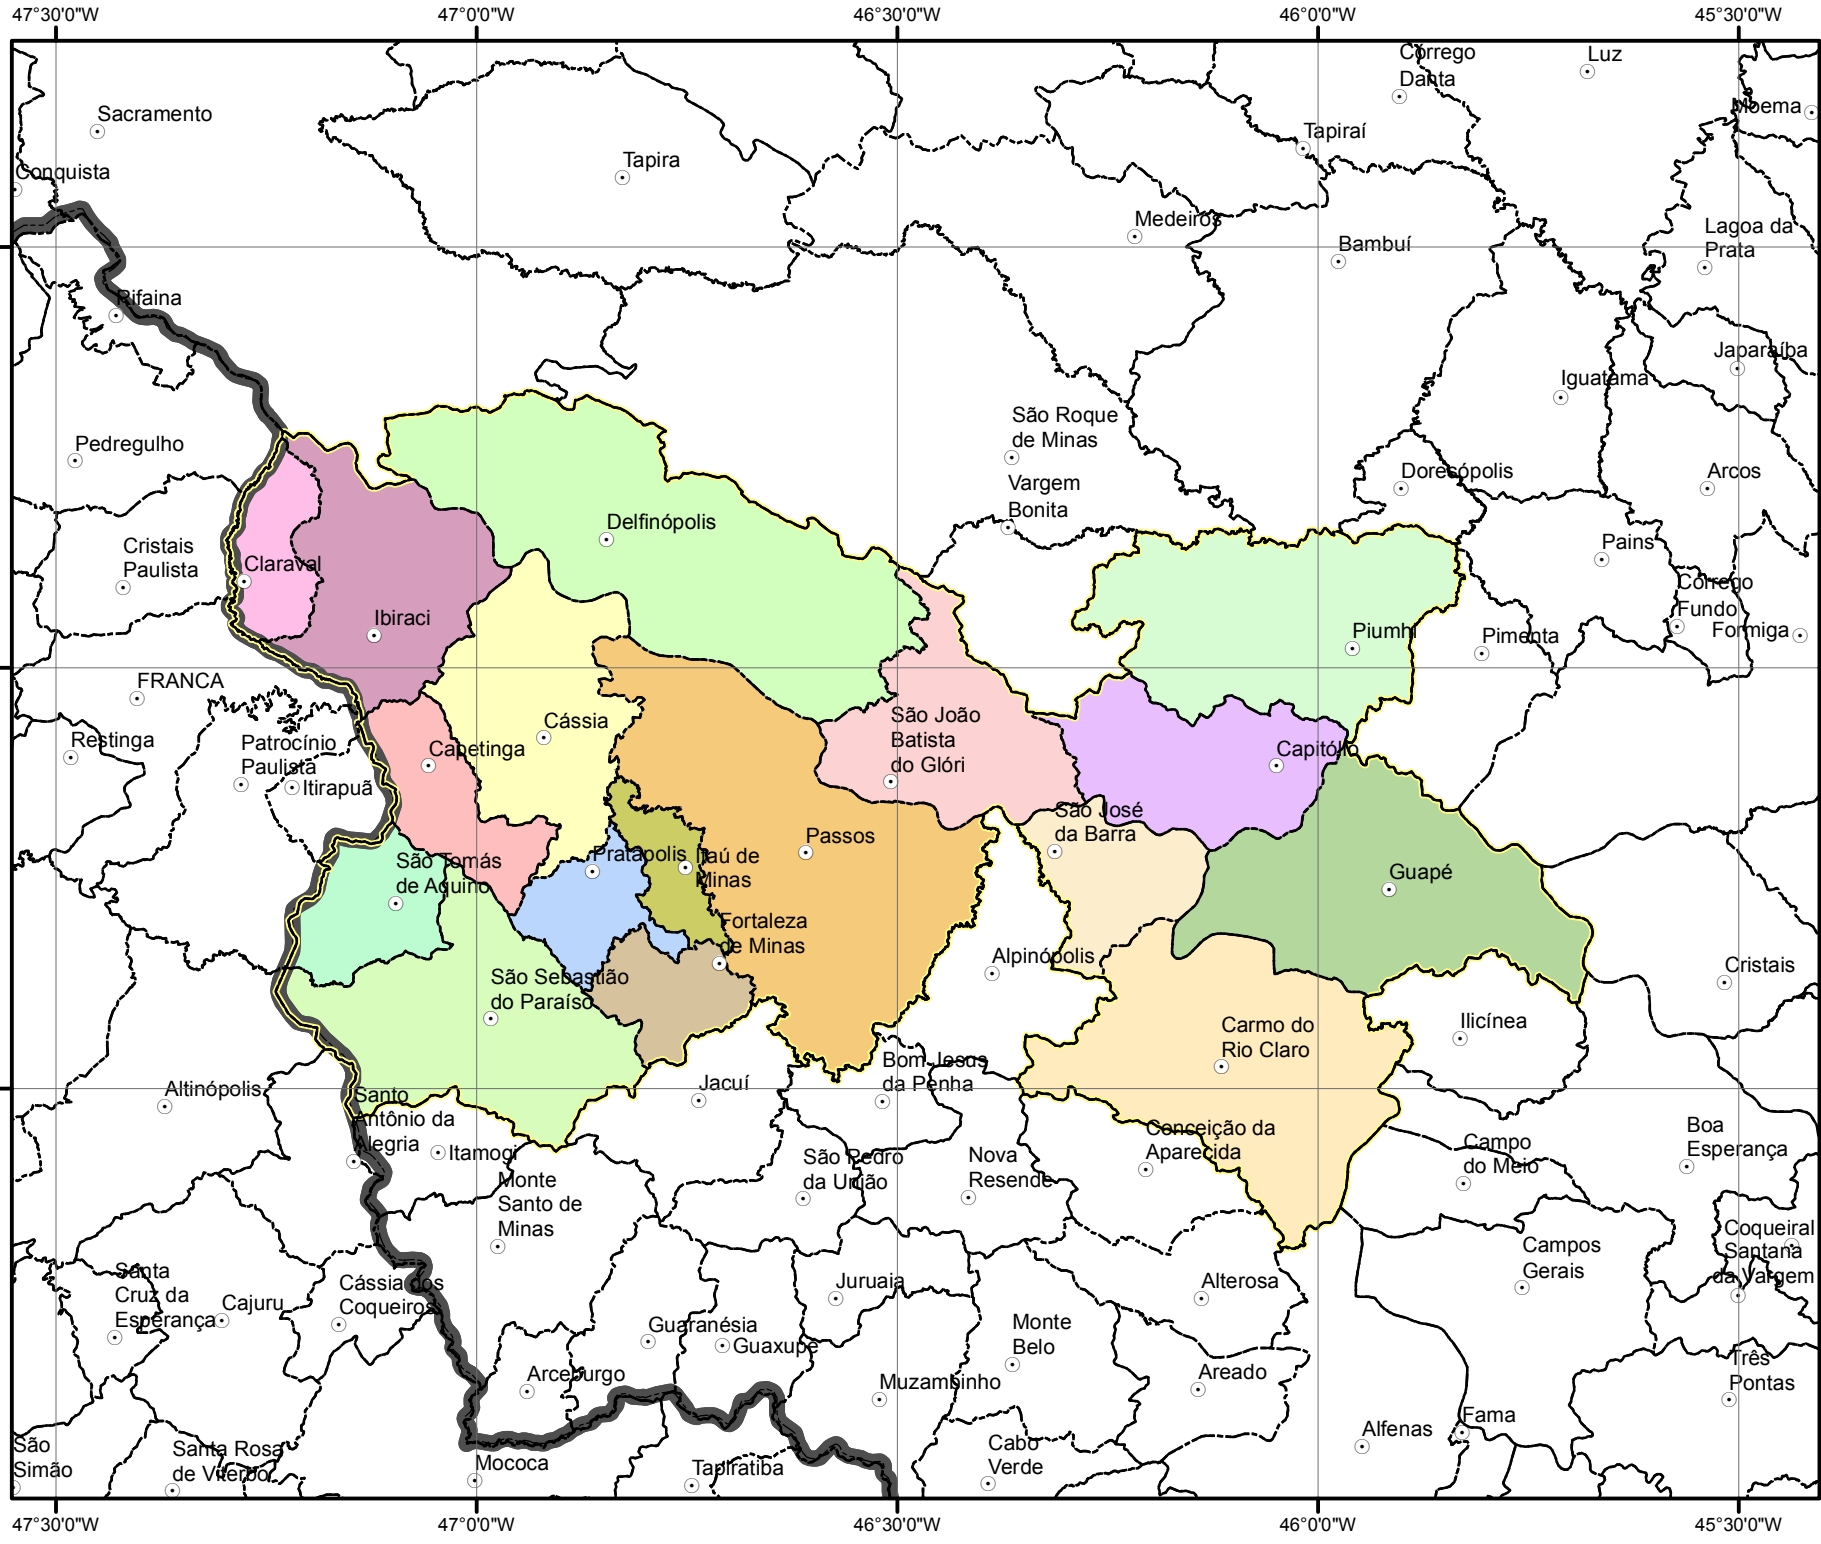 47°30'0"W
47°0'0"W
46°30'0"W
46°0'0"W
45°30'0"W
Córrego
Danta
Luz
Moema
Sacramento
Tapiraí
Conquista
Tapira
Medeiros
Bambuí
Lagoa da
Prata
Rifaina
Japaraíba
Iguatama
São Roque
de Minas
Pedregulho
Vargem
Bonita
Doresópolis
Arcos
Delfinópolis
Cristais
Paulista
Claraval
Pains
Córrego
Fundo
Formiga
Ibiraci
Piumhi
Pimenta
FRANCA
Restinga
Patrocínio
Paulista
Itirapuã
Capetinga
Cássia
São João
Batista
do Glóri
Capitólio
São José
da Barra
Passos
São Tomás
de Aquino
Pratápolis
Itaú de
Minas
Guapé
Fortaleza
de Minas
Alpinópolis
Cristais
São Sebastião
do Paraíso
Carmo do
Rio Claro
Ilicínea
Altinópolis
Jacuí
Bom Jesus
da Penha
Santo
Antônio da
Alegria
Itamogi
Conceição da
Aparecida
Boa
Esperança
Campo
do Meio
São Pedro
da União
Nova
Resende
Monte
Santo de
Minas
Coqueiral
Santana
da Vargem
Campos
Gerais
Santa
Cruz da
Esperança
Cajuru
Cássia dos
Coqueiros
Juruaia
Alterosa
Guaranésia
Guaxupé
Monte
Belo
Arceburgo
Muzambinho
Areado
Três
Pontas
Fama
Alfenas
São
Simão
Santa Rosa
de Viterbo
Mococa
Tapiratiba
Cabo
Verde
47°30'0"W
47°0'0"W
46°30'0"W
46°0'0"W
45°30'0"W